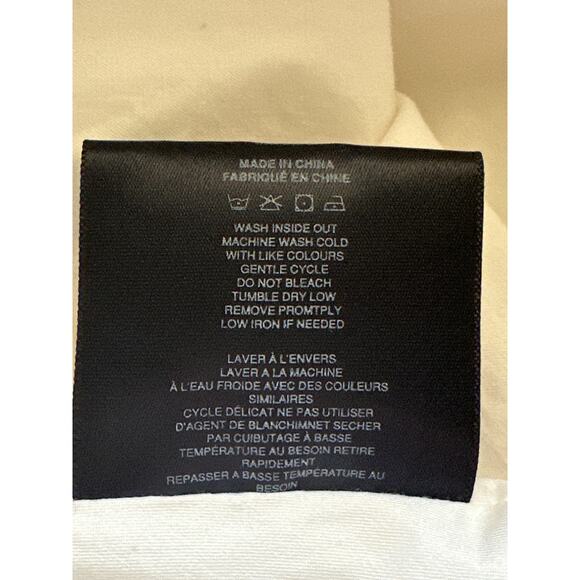 MADE IN CHINA
FABRIQUÉ EN CHINE
WASH INSIDE OUT
MACHINE WASH COLD
WITH LIKE COLOURS
GENTLE CYCLE
DO NOT BLEACH
TUMBLE DRY LOW
REMOVE PROMTPLY
LOW IRON IF NEEDED
LAVER À L'ENVERS
LAVER A LA MACHINE
À L'EAU FROIDE AVEC DES COULEURS
SIMILAIRES
CYCLE DÉLICAT NE PAS UTILISER
D'AGENT DE BLANCHIMNET SECHER
PAR CUIBUTAGE À BASSE
TEMPÉRATURE AU BESOIN RETIRE
RAPIDEMENT
REPASSER A BASSE TEMPÉRATURE AU
BESOIN